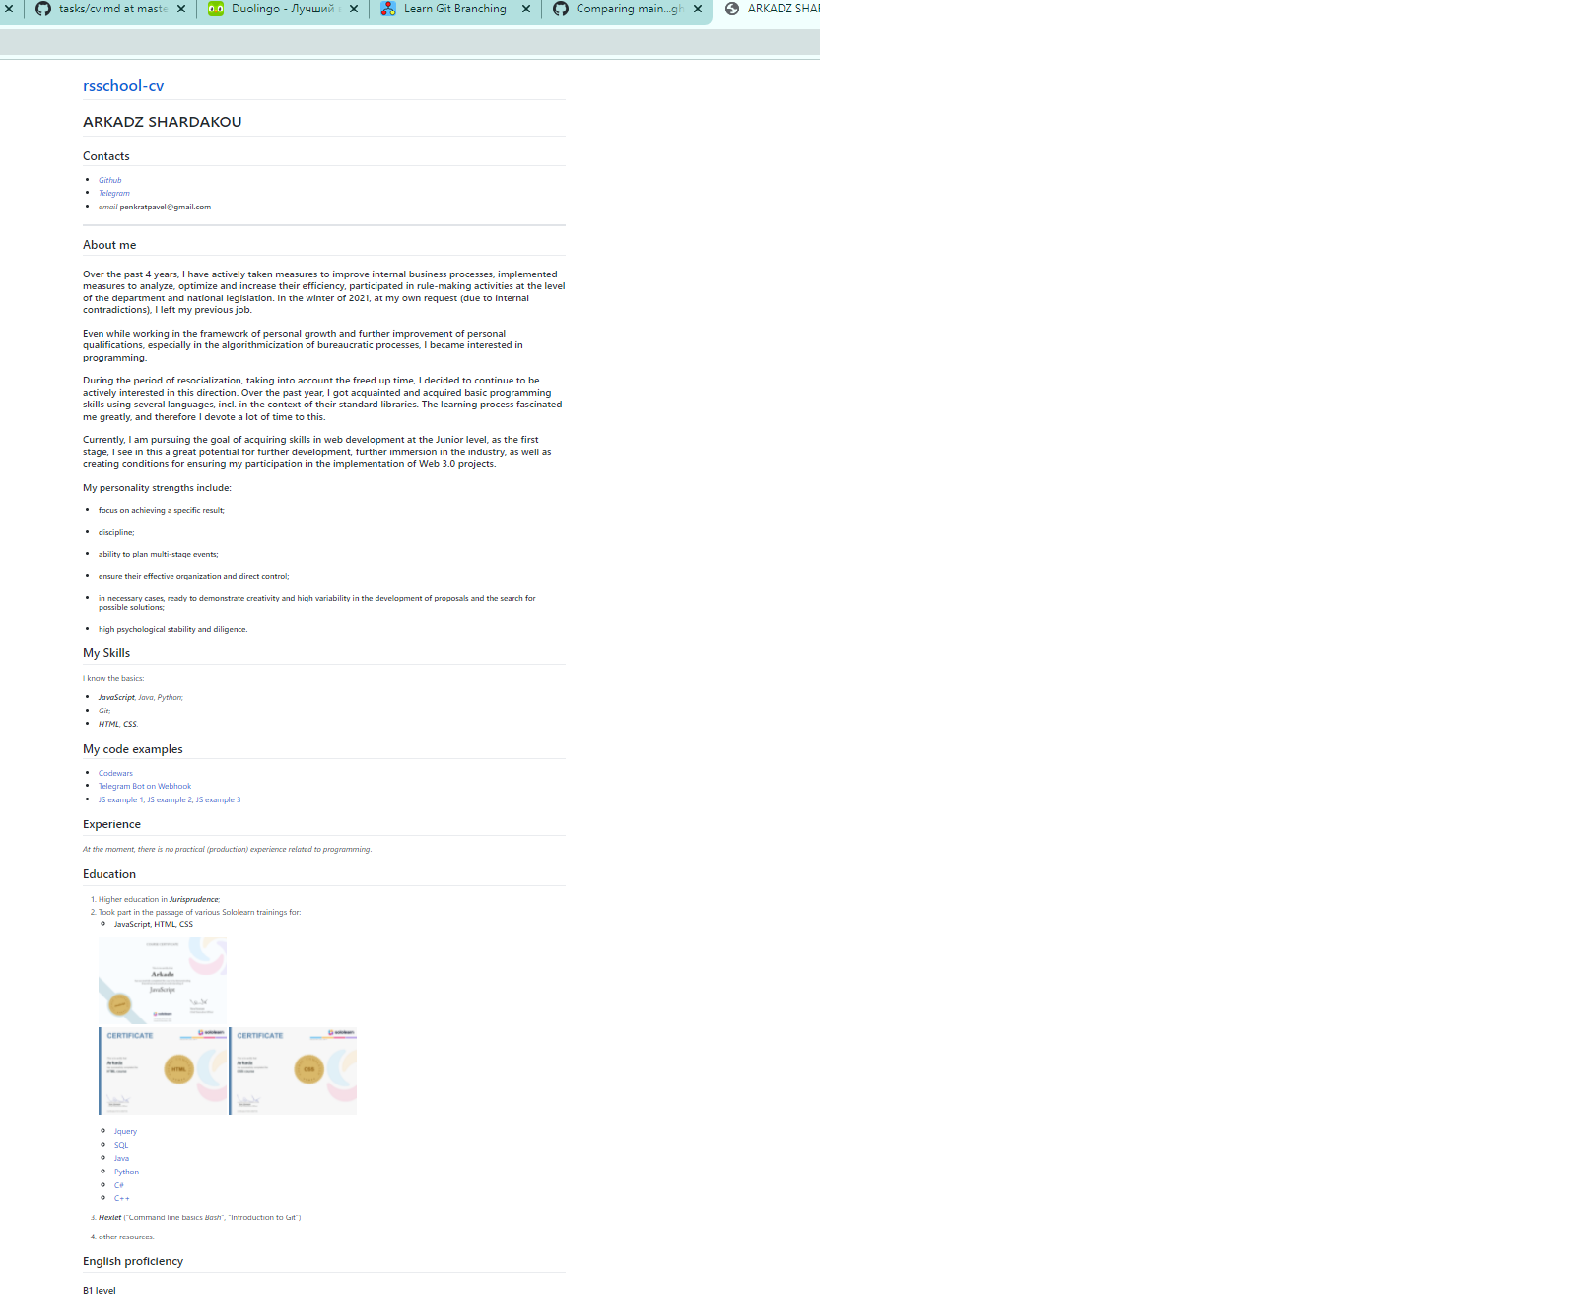 tasks/cv.md at maste
Duolingo - Лучший
Learn Git Branching
Comparing main...gh
ARKADZ SHAR
rsschool-cv
ARKADZ SHARDAKOU
Contacts
Github
Telegram
email penkratpavel@gmail.com
About me
Over the past 4 years, I have actively taken measures to improve internal business processes, implemented
measures to analyze, optimize and increase their efficiency, participated in rule-making activities at the level
of the department and national legislation. In the winter of 2021, at my own request (due to internal
contradictions), I left my previous job.
Even while working in the framework of personal growth and further improvement of personal
qualifications, especially in the algorithmicization of bureaucratic processes, I became interested in
programming.
During the period of resocialization, taking into account the freed up time, I decided to continue to be
actively interested in this direction. Over the past year, I got acquainted and acquired basic programming
skills using several languages, incl. in the context of their standard libraries. The learning process fascinated
me greatly, and therefore I devote a lot of time to this.
Currently, I am pursuing the goal of acquiring skills in web development at the Junior level, as the first
stage, I see in this a great potential for further development, further immersion in the industry, as well as
creating conditions for ensuring my participation in the implementation of Web 3.0 projects.
My personality strengths include:
focus on achieving a specific result;
discipline;
ability to plan multi-stage events;
ensure their effective organization and direct control;
in necessary cases, ready to demonstrate creativity and high variability in the development of proposals and the search for
possible solutions;
high psychological stability and diligence.
My Skills
I know the basics:
JavaScript, Java, Python;
Git;
HTML, CSS.
My code examples
Codewars
Telegram Bot on Webhook
JS example 1, JS example 2, JS example 3
Experience
At the moment, there is no practical (production) experience related to programming.
Education
1. Higher education in Jurisprudence;
2. Took part in the passage of various Sololearn trainings for:
JavaScript, HTML, CSS
Arkadz
JavaScript
sololearn
CERTIFICATE sololearn CERTIFICATE sololearn
HTML CSS
Jquery
SQL
Java
Python
C#
C++
3. Hexlet ("Command line basics Bash", "Introduction to Git")
4. other resources.
English proficiency
B1 level